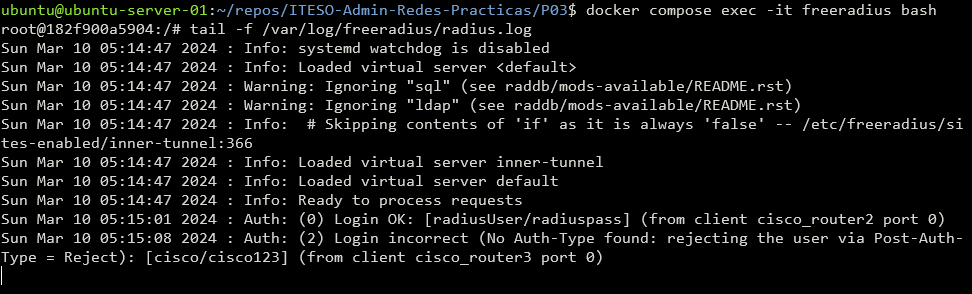 ubuntu@ubuntu-server-01:~/repos/ITESO-Admin-Redes-Practicas/P03$ docker compose exec -it freeradius bash
root@182f900a5904:/# tail -f /var/log/freeradius/radius.log
Sun Mar 10 05:14:47 2024 : Info: systemd watchdog is disabled
Sun Mar 10 05:14:47 2024 : Info: Loaded virtual server <default>
Sun Mar 10 05:14:47 2024 : Warning: Ignoring "sql" (see raddb/mods-available/README.rst)
Sun Mar 10 05:14:47 2024 : Warning: Ignoring "ldap" (see raddb/mods-available/README.rst)
Sun Mar 10 05:14:47 2024 : Info:  # Skipping contents of 'if' as it is always 'false' -- /etc/freeradius/si
tes-enabled/inner-tunnel:366
Sun Mar 10 05:14:47 2024 : Info: Loaded virtual server inner-tunnel
Sun Mar 10 05:14:47 2024 : Info: Loaded virtual server default
Sun Mar 10 05:14:47 2024 : Info: Ready to process requests
Sun Mar 10 05:15:01 2024 : Auth: (0) Login OK: [radiusUser/radiuspass] (from client cisco_router2 port 0)
Sun Mar 10 05:15:08 2024 : Auth: (2) Login incorrect (No Auth-Type found: rejecting the user via Post-Auth-
Type = Reject): [cisco/cisco123] (from client cisco_router3 port 0)